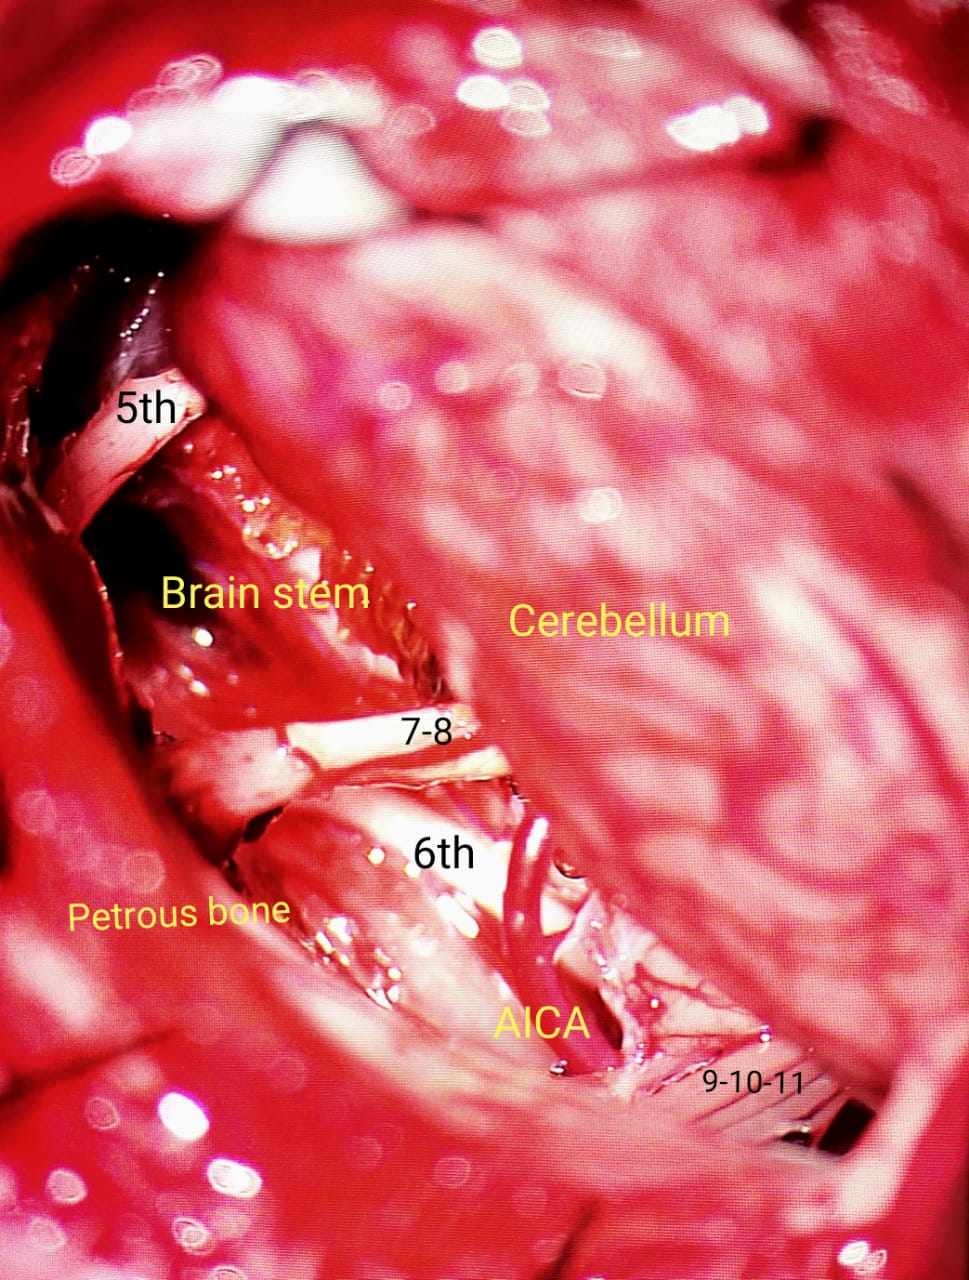 5th
Brain stem
Cerebellum
7-8
6th
Petrous bone
AICA
9-10-11